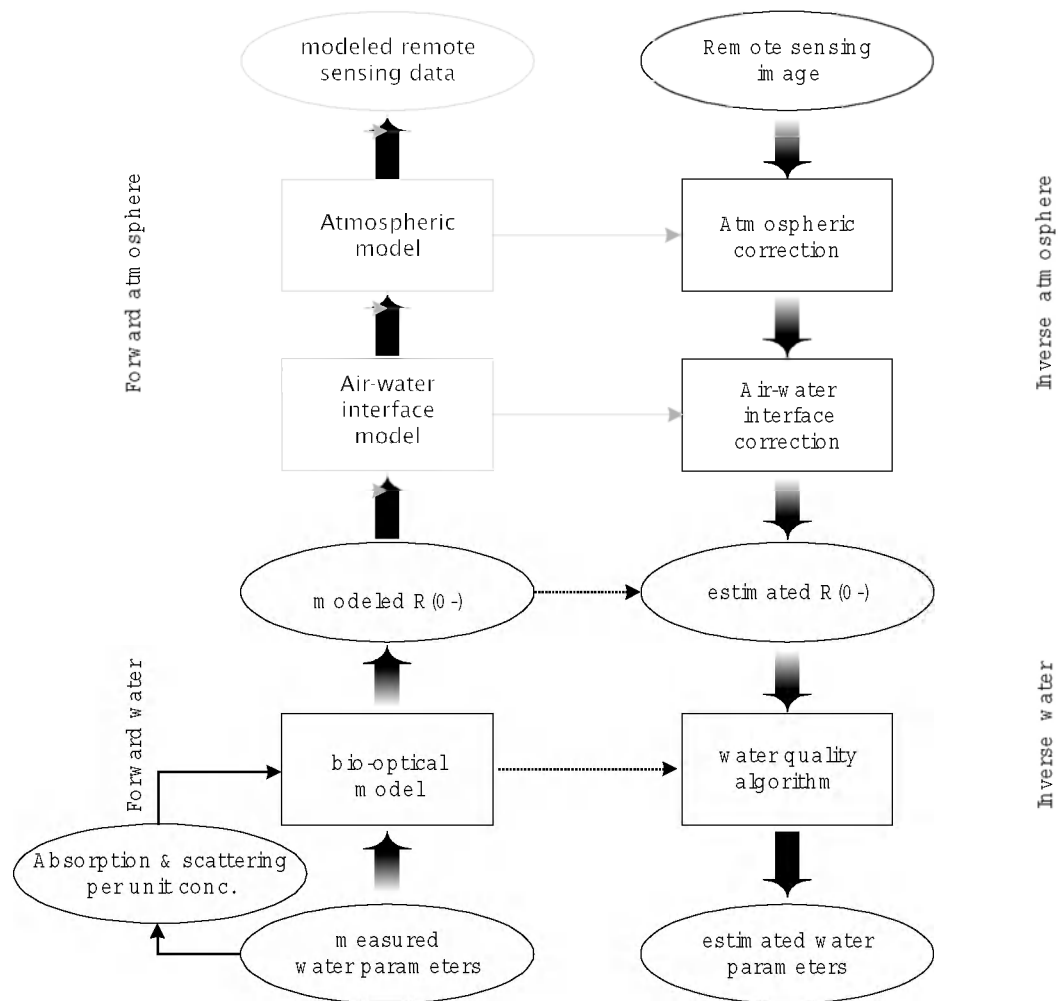 modeled remote
sensing data
Remote sensing
image
Forward atmosphere
Atmospheric
model
Atmospheric
correction
Inverse atmosphere
Air-water
interface
model
Air-water
interface
correction
modeled R(0-)
estimated R(0-)
Forward water
bio-optical
model
water quality
algorithm
Inverse water
Absorption & scattering
per unit conc.
measured
water parameters
estimated water
parameters